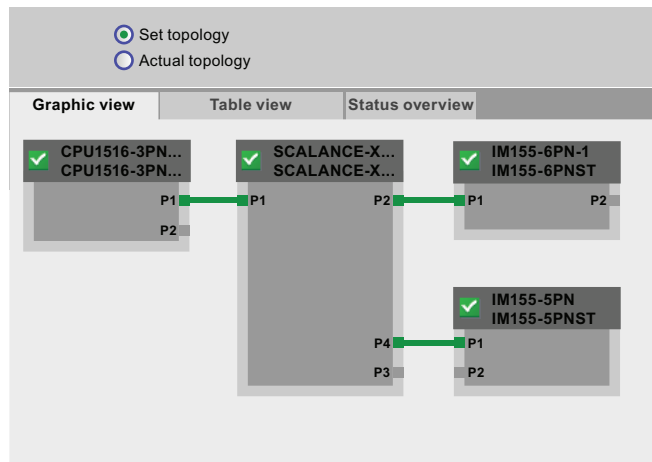 Set topology
Actual topology
Graphic view
Table view
Status overview
CPU1516-3PN...
CPU1516-3PN...
P1
P2
SCALANCE-X...
SCALANCE-X...
P1
P2
P4
P3
IM155-6PN-1
IM155-6PNST
P1
P2
IM155-5PN
IM155-5PNST
P1
P2